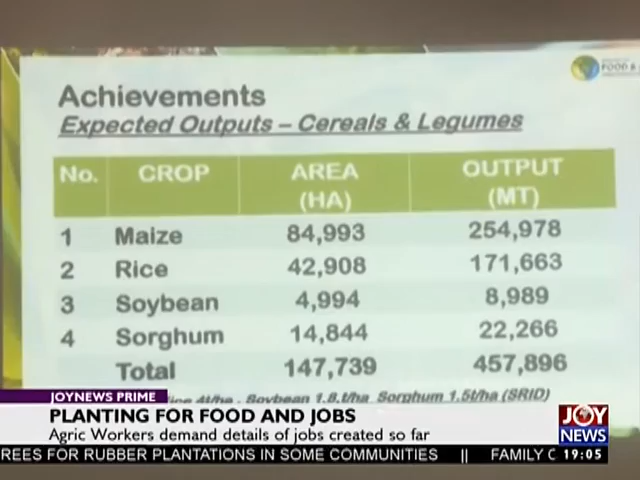 FOOD &
Achievements
Expected Outputs – Cereals & Legumes
No. CROP AREA (HA) OUTPUT (MT)
1 Maize 84,993 254,978
2 Rice 42,908 171,663
3 Soybean 4,994 8,989
4 Sorghum 14,844 22,266
Total 147,739 457,896
4t/ha, Soybean 1.8.t/ha, Sorghum 1.5t/ha (SRID)
JOYNEWS PRIME
PLANTING FOR FOOD AND JOBS
Agric Workers demand details of jobs created so far
JOY
NEWS
REES FOR RUBBER PLANTATIONS IN SOME COMMUNITIES || FAMILY C 19:05